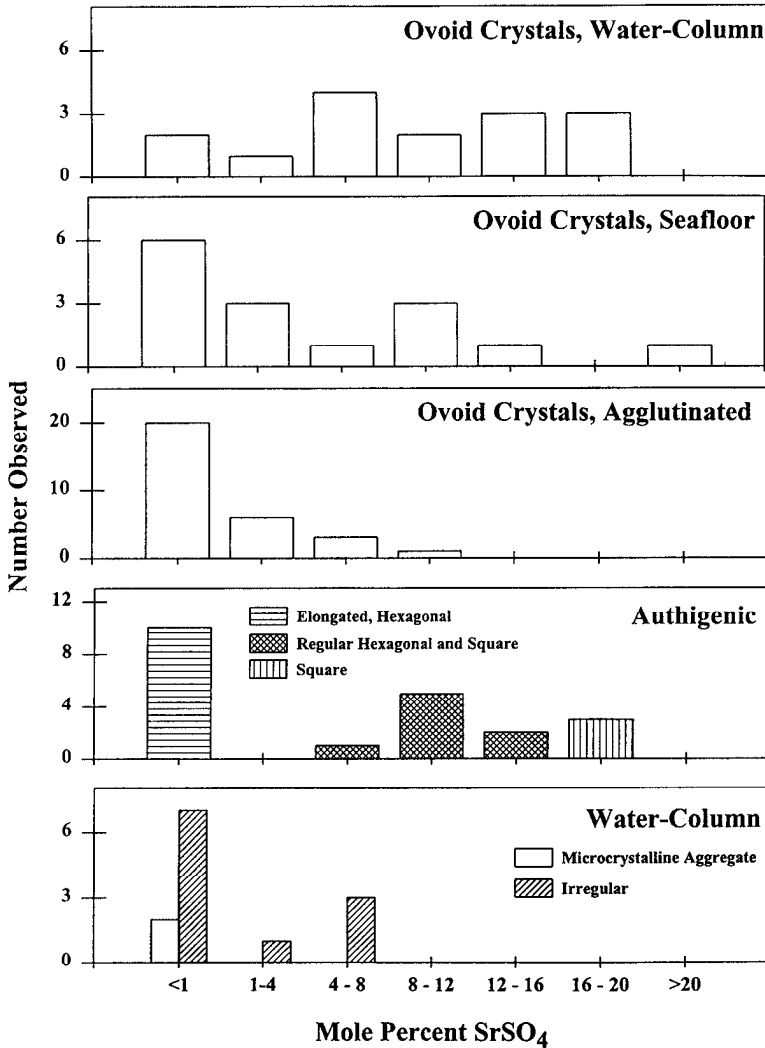 Ovoid Crystals, Water-Column
6
3
0
Ovoid Crystals, Seafloor
6
3
0
Ovoid Crystals, Agglutinated
20
10
0
Authigenic
12
8
4
0
Elongated, Hexagonal
Regular Hexagonal and Square
Square
Water-Column
6
3
0
Microcrystalline Aggregate
Irregular
<1 1-4 4 - 8 8 - 12 12 - 16 16 - 20 >20
Mole Percent SrSO₄
Number Observed